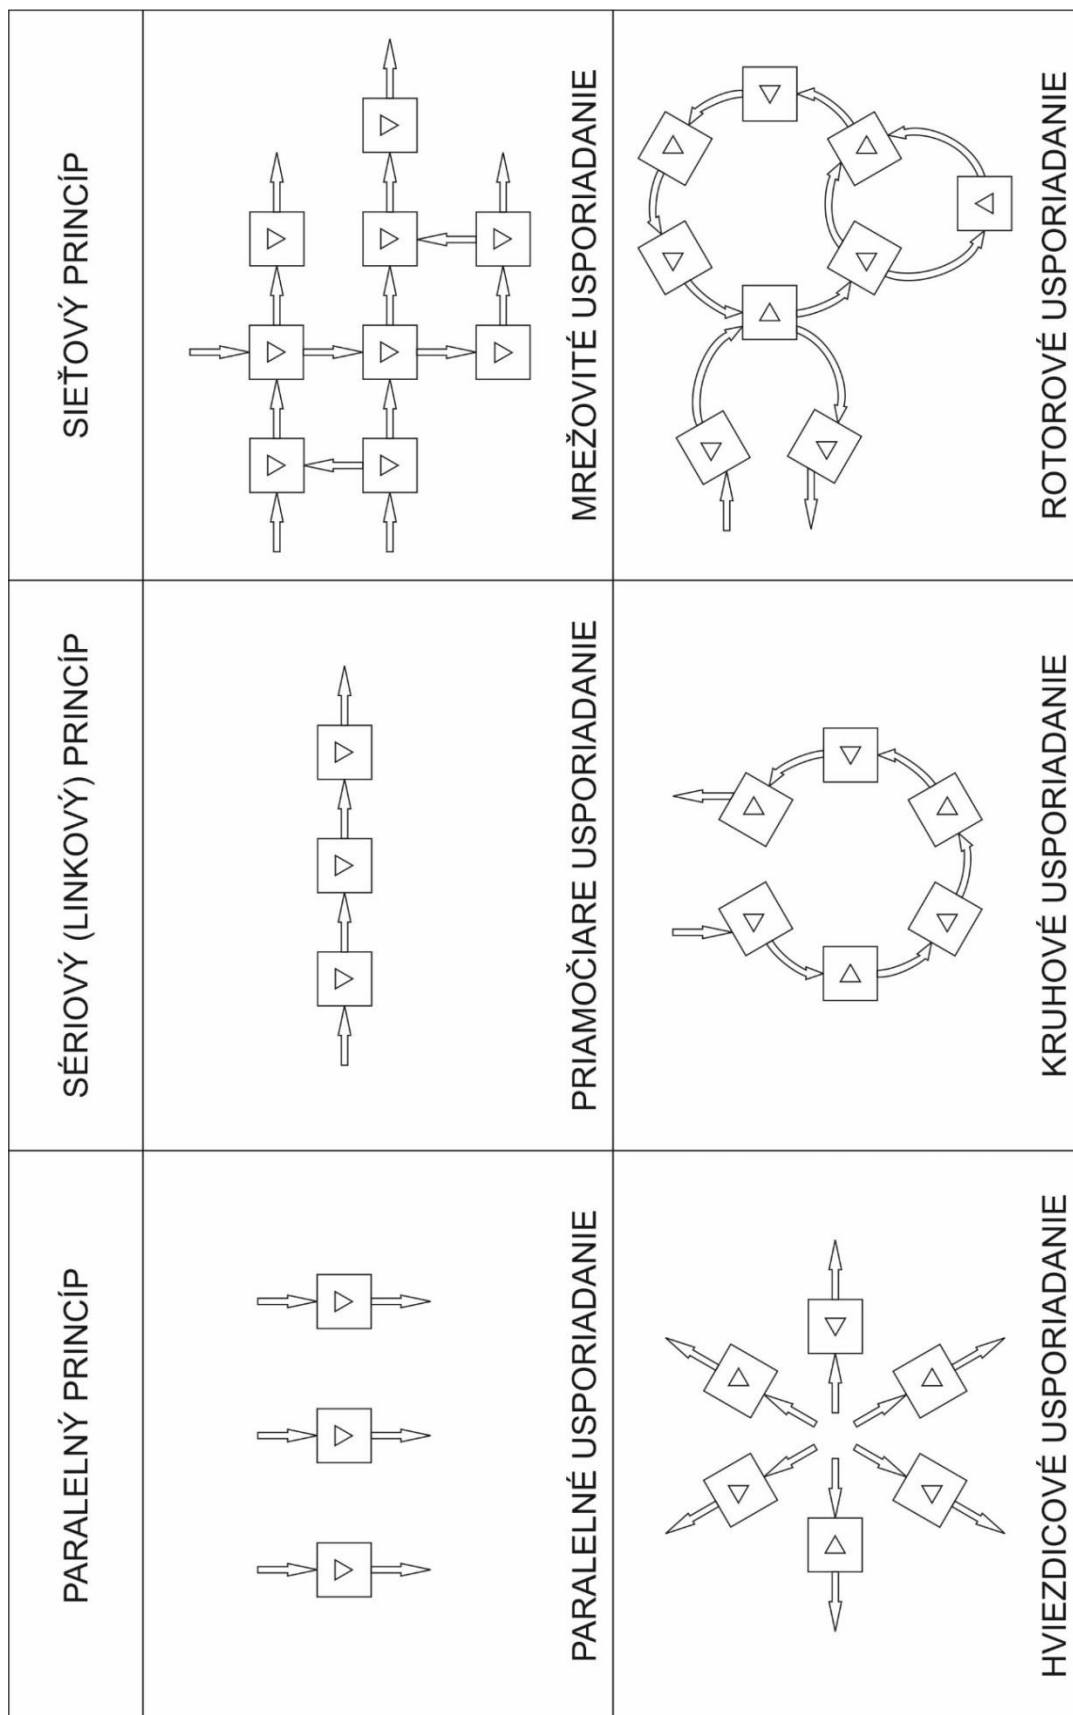 PARALELNÝ PRINCÍP
SÉRIOVÝ (LINKOVÝ) PRINCÍP
SIEŤOVÝ PRINCÍP
PARALELNÉ USPORIADANIE
PRIAMOČIARE USPORIADANIE
MREŽOVITÉ USPORIADANIE
HVIEZDICOVÉ USPORIADANIE
KRUHOVÉ USPORIADANIE
ROTOROVÉ USPORIADANIE